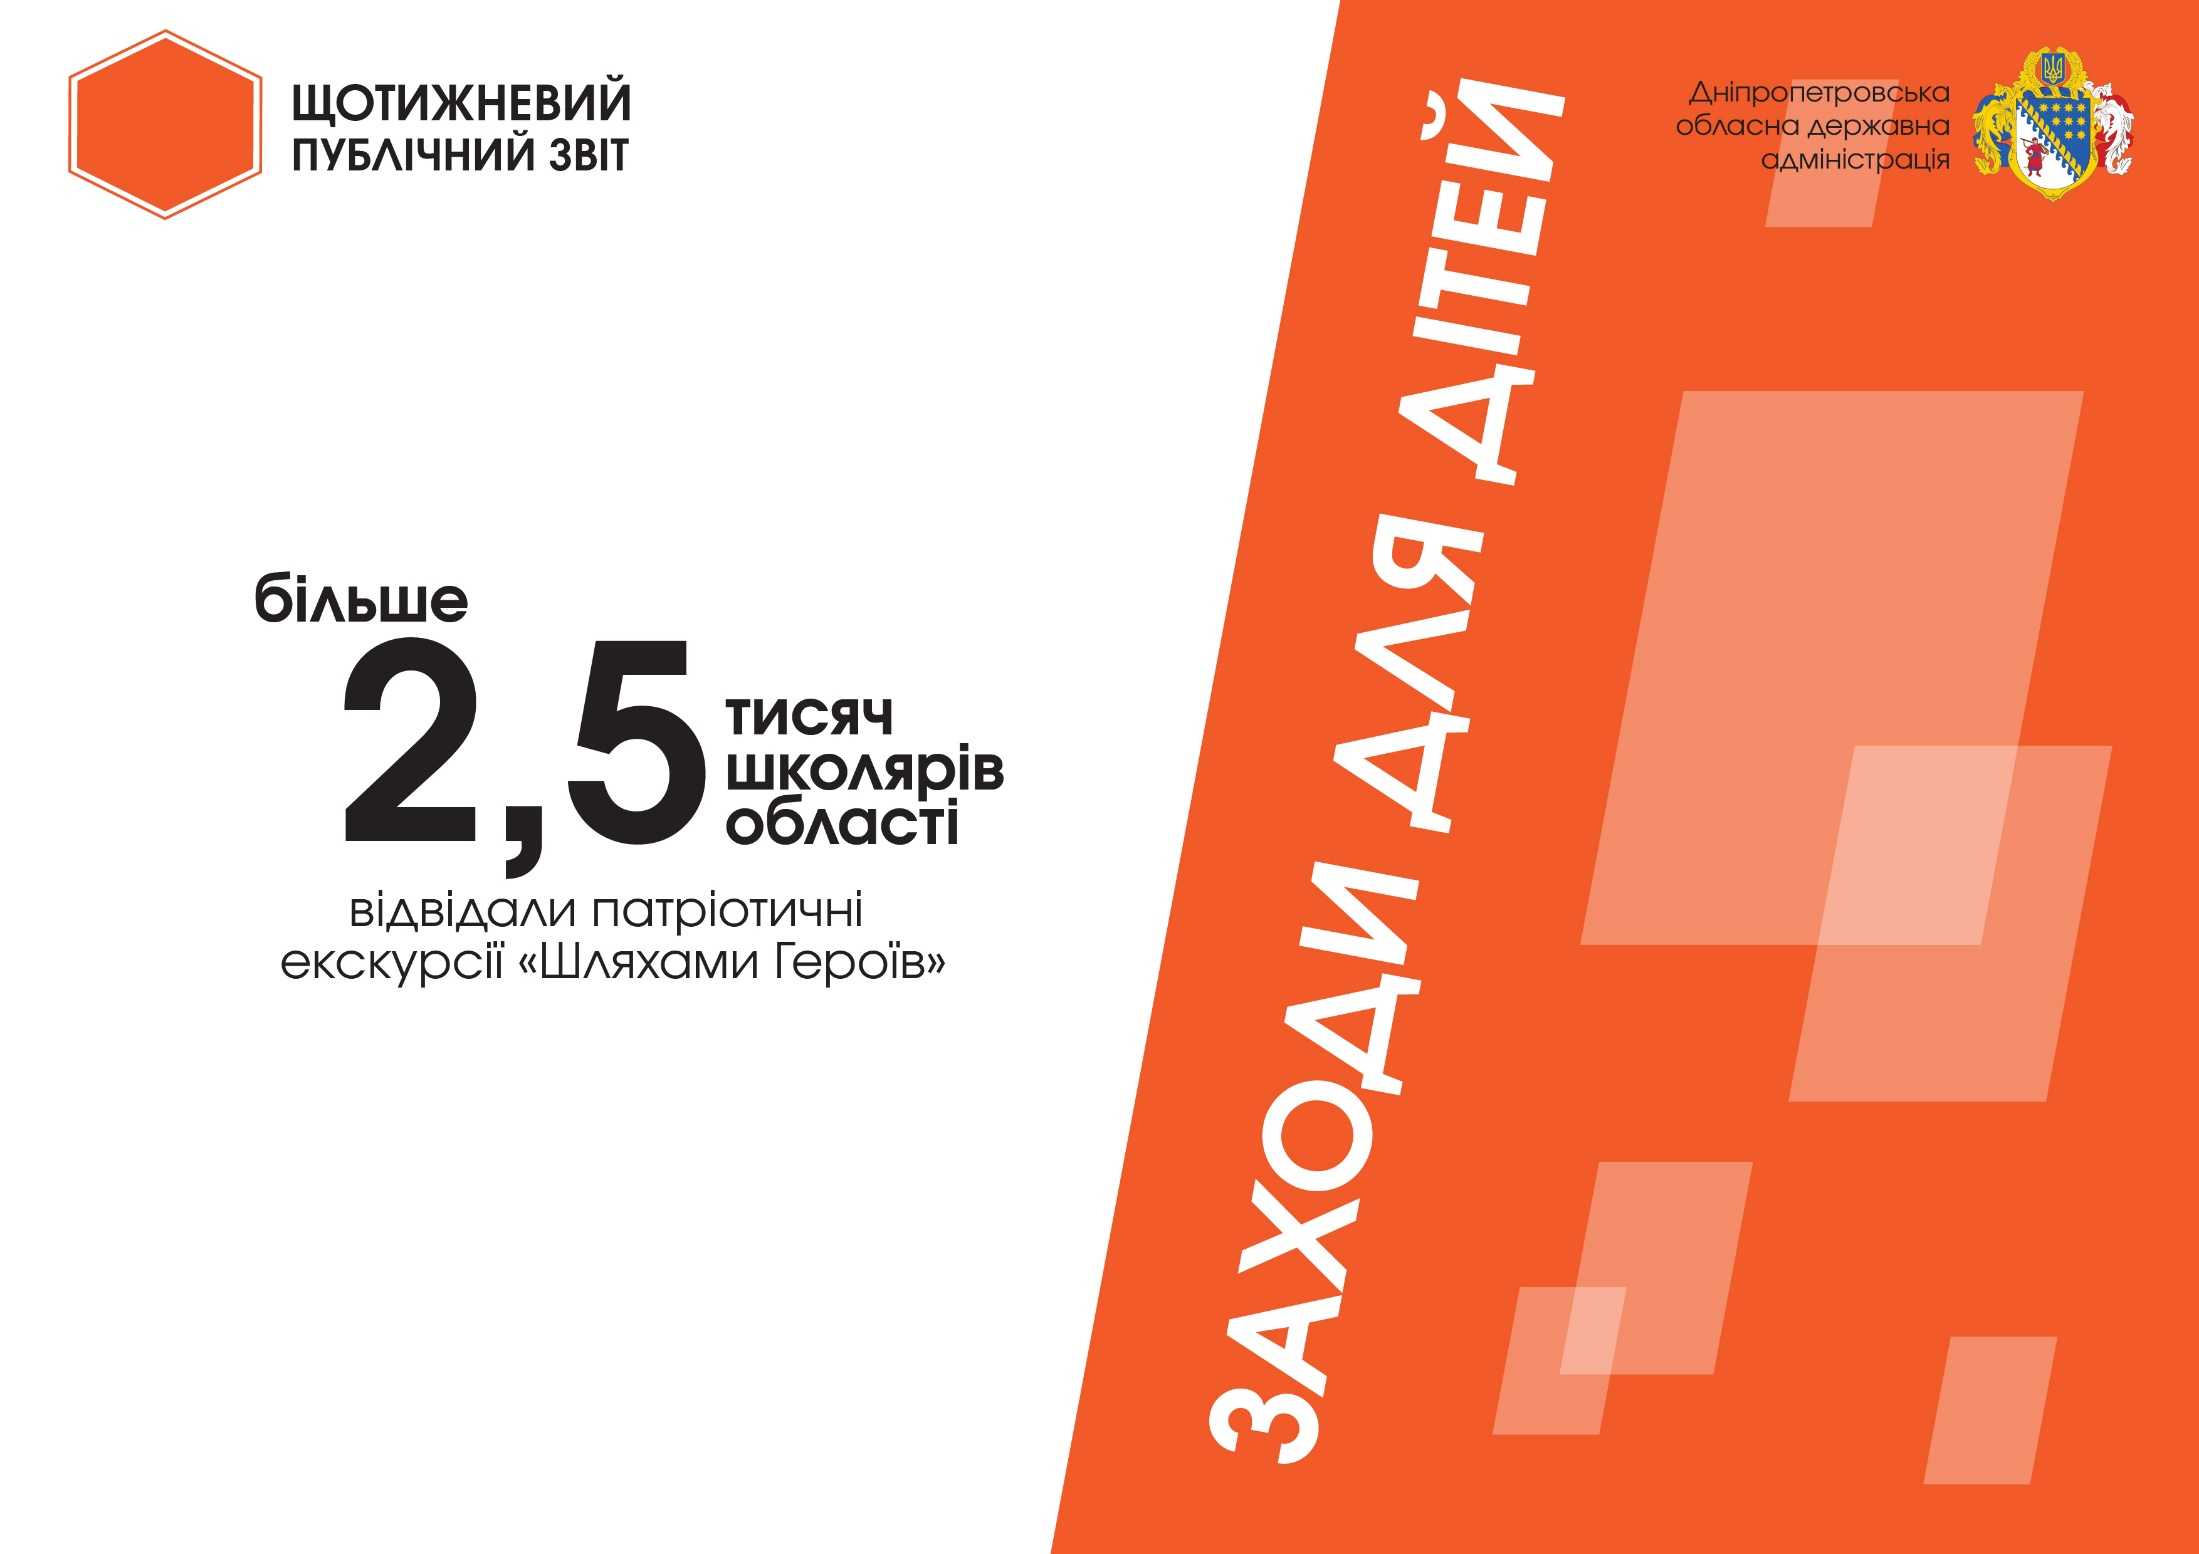 ЩОТИЖНЕВИЙ
ПУБЛІЧНИЙ ЗВІТ
більше
2,5
тисяч
школярів
області
відвідали патріотичні
екскурсії «Шляхами Героїв»
ЗАХОДИ ДЛЯ ДІТЕЙ
Дніпропетровська
обласна державна
адміністрація